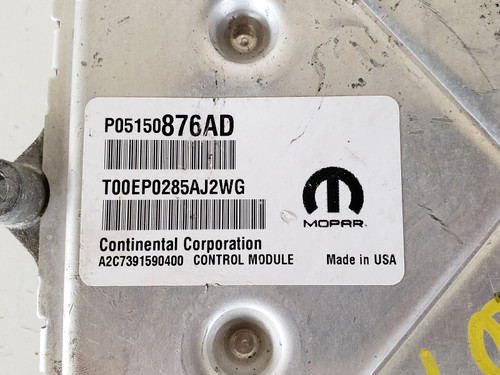 P05150876AD
T00EP0285AJ2WG
MOPAR
Continental Corporation
A2C7391590400 CONTROL MODULE Made in USA